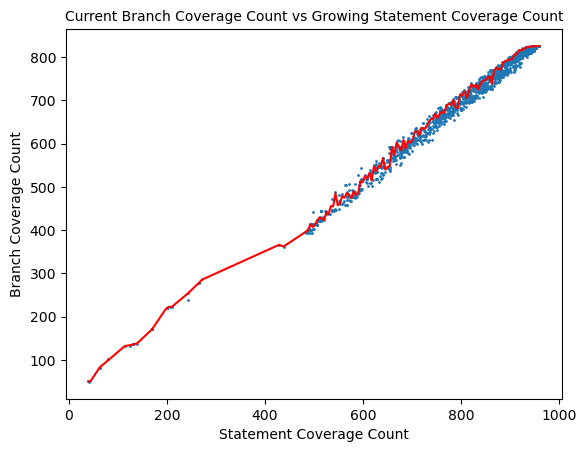 Current Branch Coverage Count vs Growing Statement Coverage Count
800
700
600
500
400
300
200
100
Branch Coverage Count
0 200 400 600 800 1000
Statement Coverage Count